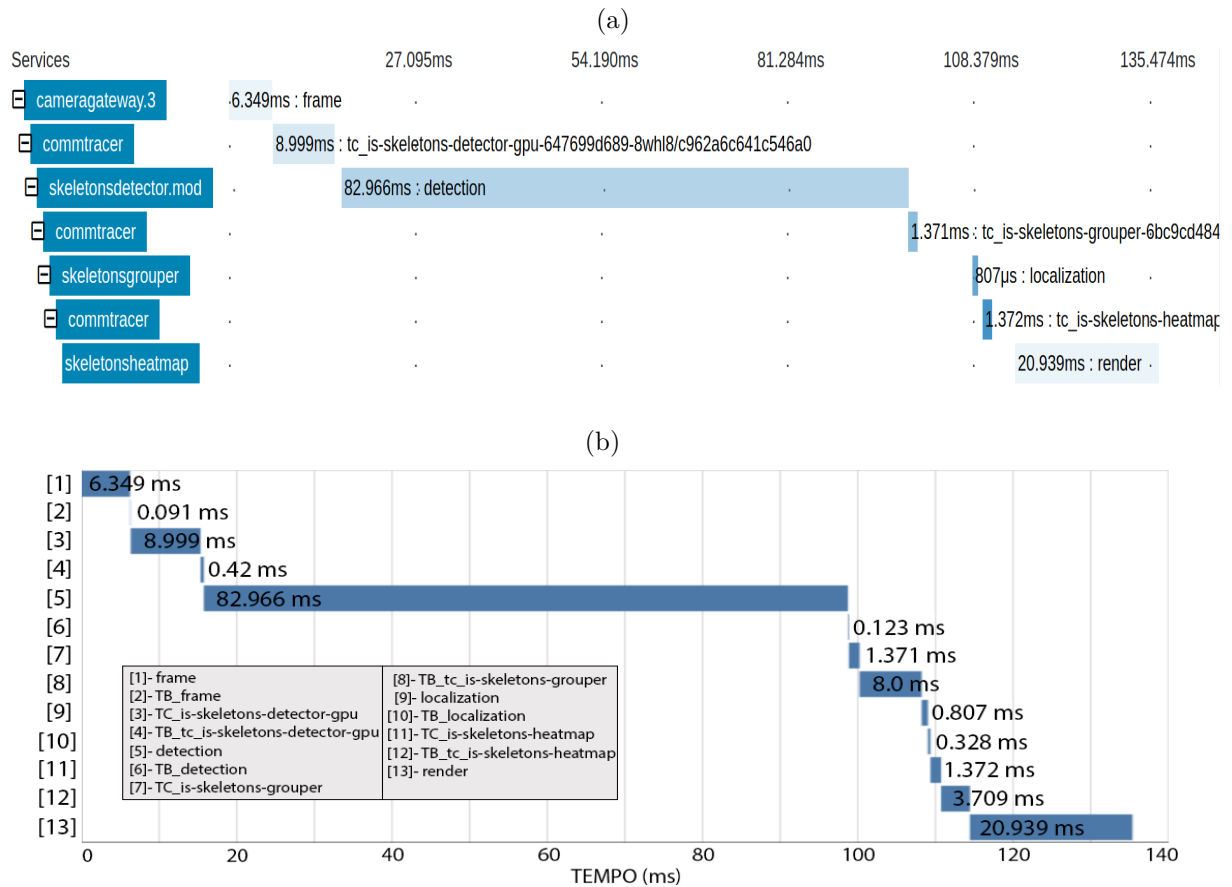 (a)
Services 27.095ms 54.190ms 81.284ms 108.379ms 135.474ms
cameragateway.3 6.349ms : frame
commtracer 8.999ms : tc_is-skeletons-detector-gpu-647699d689-8whl8/c962a6c641c546a0
skeletonsdetector.mod 82.966ms : detection
commtracer 1.371ms : tc_is-skeletons-grouper-6bc9cd484
skeletonsgrouper 807µs : localization
commtracer 1.372ms : tc_is-skeletons-heatmap
skeletonsheatmap 20.939ms : render
(b)
[1] 6.349 ms
[2] 0.091 ms
[3] 8.999 ms
[4] 0.42 ms
[5] 82.966 ms
[6] 0.123 ms
[7] 1.371 ms
[8] 8.0 ms
[9] 0.807 ms
[10] 0.328 ms
[11] 1.372 ms
[12] 3.709 ms
[13] 20.939 ms
[1]- frame
[2]- TB_frame
[3]- TC_is-skeletons-detector-gpu
[4]- TB_tc_is-skeletons-detector-gpu
[5]- detection
[6]- TB_detection
[7]- TC_is-skeletons-grouper
[8]- TB_tc_is-skeletons-grouper
[9]- localization
[10]- TB_localization
[11]- TC_is-skeletons-heatmap
[12]- TB_tc_is-skeletons-heatmap
[13]- render
0 20 40 60 80 100 120 140
TEMPO (ms)